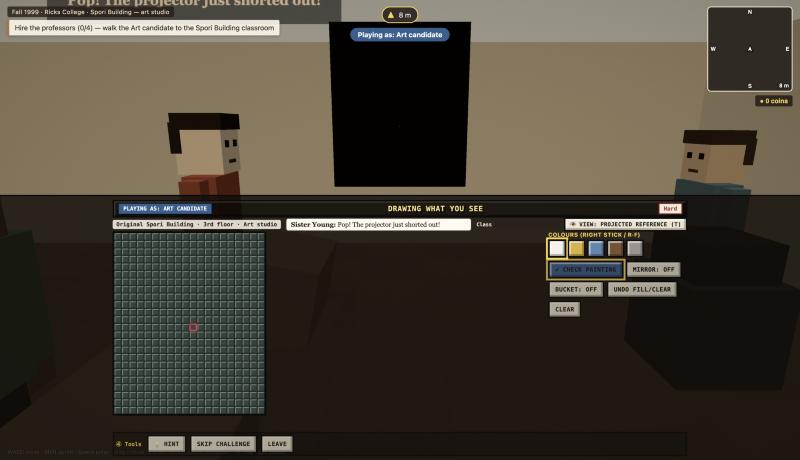 Pop! The projector just shorted out!
Fall 1999 · Ricks College · Spori Building — art studio
Hire the professors (0/4) — walk the Art candidate to the Spori Building classroom
8 m
Playing as: Art candidate
N
W A E
S 8 m
0 coins
PLAYING AS: ART CANDIDATE
DRAWING WHAT YOU SEE
Hard
Original Spori Building · 3rd floor · Art studio
Sister Young: Pop! The projector just shorted out!
Class
VIEW: PROJECTED REFERENCE (T)
COLOURS (RIGHT STICK / R-F)
✓ CHECK PAINTING
MIRROR: OFF
BUCKET: OFF
UNDO FILL/CLEAR
CLEAR
Tools
HINT
SKIP CHALLENGE
LEAVE